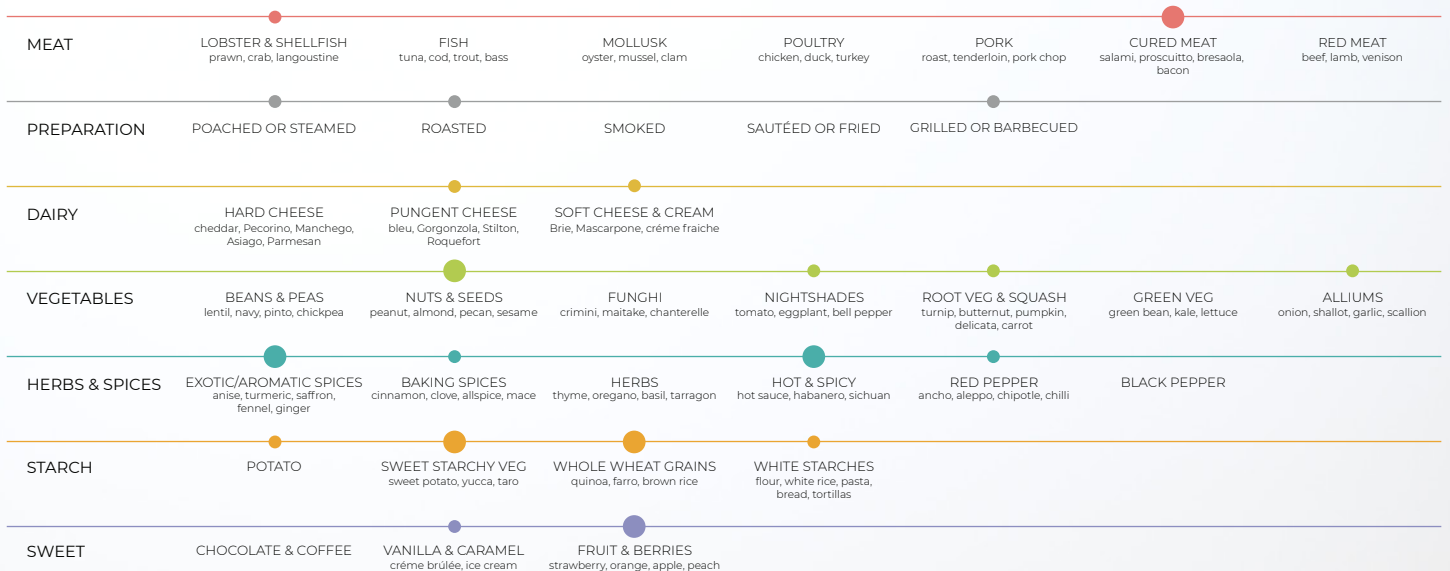 MEAT
LOBSTER & SHELLFISH
prawn, crab, langoustine
FISH
tuna, cod, trout, bass
MOLLUSK
oyster, mussel, clam
POULTRY
chicken, duck, turkey
PORK
roast, tenderloin, pork chop
CURED MEAT
salami, proscuitto, bresaola,
bacon
RED MEAT
beef, lamb, venison
PREPARATION
POACHED OR STEAMED
ROASTED
SMOKED
SAUTÉED OR FRIED
GRILLED OR BARBECUED
DAIRY
HARD CHEESE
cheddar, Pecorino, Manchego,
Asiago, Parmesan
PUNGENT CHEESE
bleu, Gorgonzola, Stilton,
Roquefort
SOFT CHEESE & CREAM
Brie, Mascarpone, créme fraiche
VEGETABLES
BEANS & PEAS
lentil, navy, pinto, chickpea
NUTS & SEEDS
peanut, almond, pecan, sesame
FUNGHI
crimini, maitake, chanterelle
NIGHTSHADES
tomato, eggplant, bell pepper
ROOT VEG & SQUASH
turnip, butternut, pumpkin,
delicata, carrot
GREEN VEG
green bean, kale, lettuce
ALLIUMS
onion, shallot, garlic, scallion
HERBS & SPICES
EXOTIC/AROMATIC SPICES
anise, turmeric, saffron,
fennel, ginger
BAKING SPICES
cinnamon, clove, allspice, mace
HERBS
thyme, oregano, basil, tarragon
HOT & SPICY
hot sauce, habanero, sichuan
RED PEPPER
ancho, aleppo, chipotle, chilli
BLACK PEPPER
STARCH
POTATO
SWEET STARCHY VEG
sweet potato, yucca, taro
WHOLE WHEAT GRAINS
quinoa, farro, brown rice
WHITE STARCHES
flour, white rice, pasta,
bread, tortillas
SWEET
CHOCOLATE & COFFEE
VANILLA & CARAMEL
créme brúlée, ice cream
FRUIT & BERRIES
strawberry, orange, apple, peach